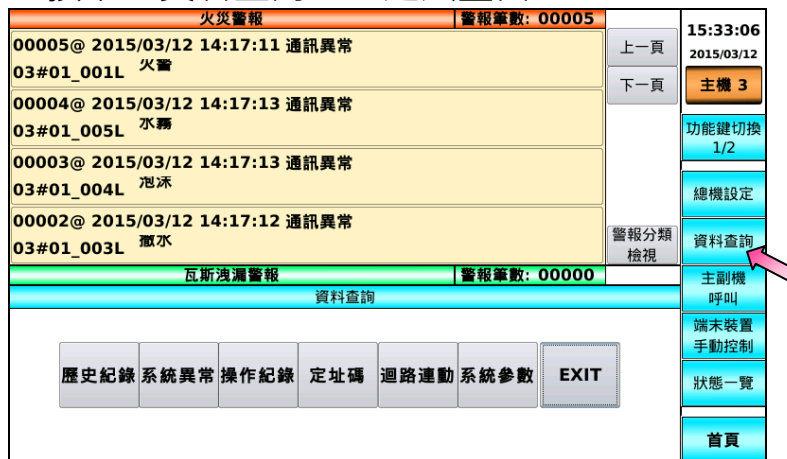 火災警報 警報筆數: 00005
00005@ 2015/03/12 14:17:11 通訊異常
03#01_001L 火警
00004@ 2015/03/12 14:17:13 通訊異常
03#01_005L 水霧
00003@ 2015/03/12 14:17:13 通訊異常
03#01_004L 泡沫
00002@ 2015/03/12 14:17:12 通訊異常
03#01_003L 撒水
瓦斯洩漏警報 警報筆數: 00000
上一頁
下一頁
警報分類
檢視
資料查詢
歷史紀錄 系統異常 操作紀錄 定址碼 迴路連動 系統參數 EXIT
15:33:06
2015/03/12
主機 3
功能鍵切換
1/2
總機設定
資料查詢
主副機
呼叫
端末裝置
手動控制
狀態一覽
首頁